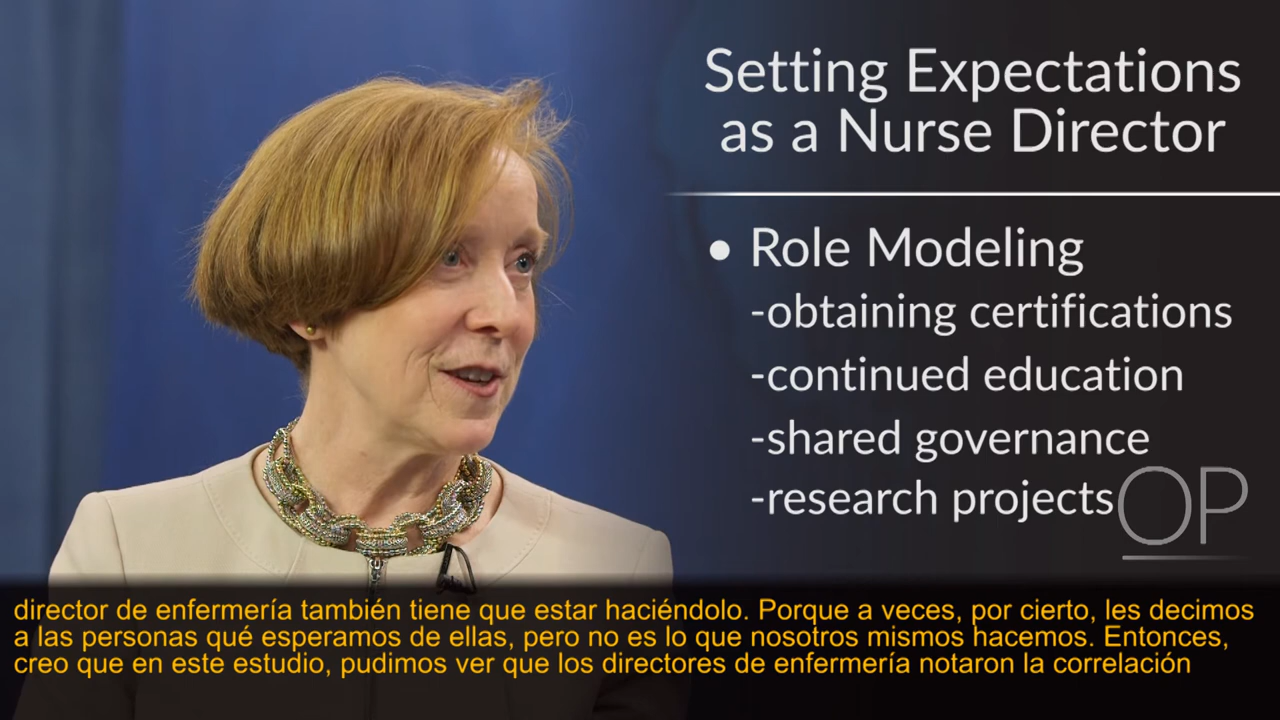 Setting Expectations
as a Nurse Director
• Role Modeling
-obtaining certifications
-continued education
-shared governance
-research projects
OP
director de enfermería también tiene que estar haciéndolo. Porque a veces, por cierto, les decimos
a las personas qué esperamos de ellas, pero no es lo que nosotros mismos hacemos. Entonces,
creo que en este estudio, pudimos ver que los directores de enfermería notaron la correlación